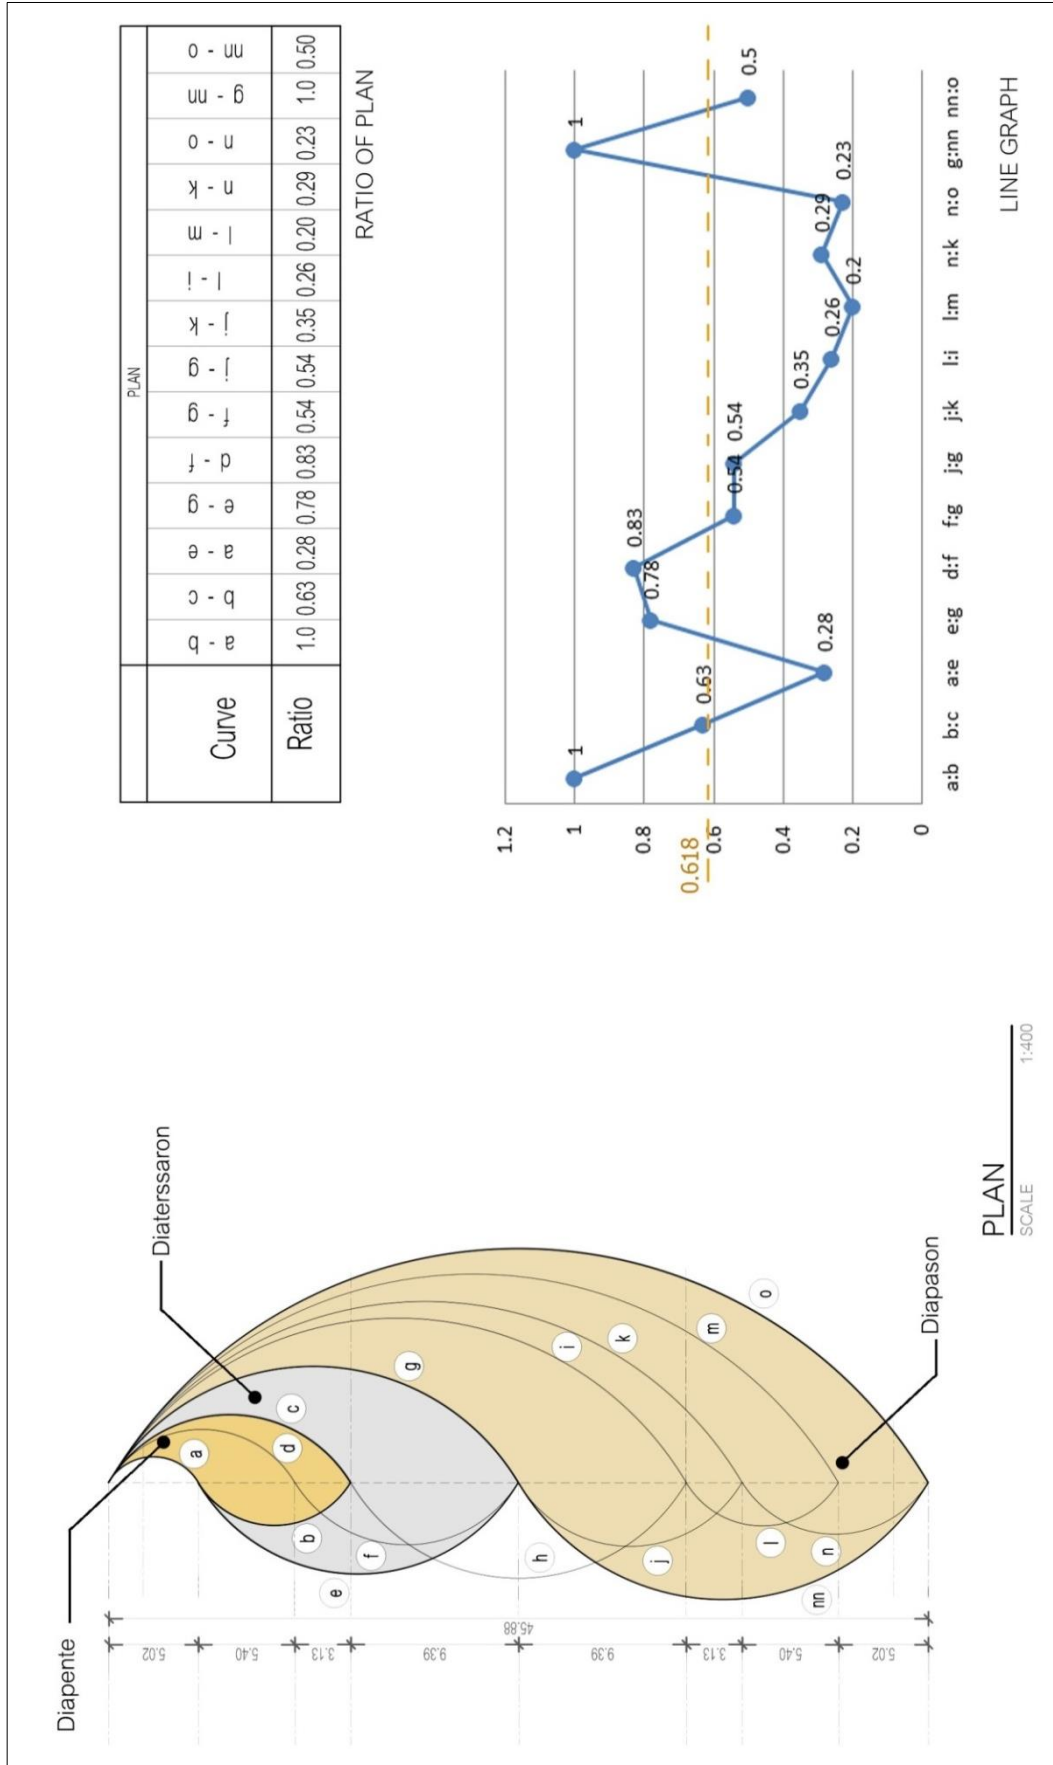 Diapente
Diaterssaron
Diapason
5.02 5.40 3.13 9.39 9.39 3.13 5.40 5.02
45.88
a
b
c
d
e
f
g
h
i
j
k
l
m
n
nn
o
PLAN
SCALE 1:400
PLAN
Curve a - b b - c a - e e - g d - f f - g j - g j - k l - i l - m n - k n - o g - nn nn - o
Ratio 1.0 0.63 0.28 0.78 0.83 0.54 0.54 0.35 0.26 0.20 0.29 0.23 1.0 0.50
RATIO OF PLAN
1.2
1
0.8
0.618
0.6
0.4
0.2
0
1 0.63 0.28 0.78 0.83 0.54 0.54 0.35 0.26 0.2 0.29 0.23 1 0.5
a:b b:c a:e e:g d:f f:g j:g j:k l:i l:m n:k n:o g:nn nn:o
LINE GRAPH